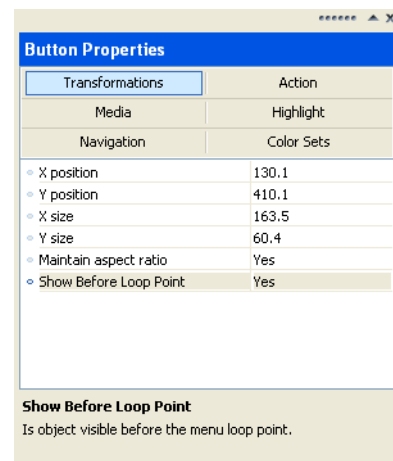 Button Properties
Transformations Action
Media Highlight
Navigation Color Sets
X position 130.1
Y position 410.1
X size 163.5
Y size 60.4
Maintain aspect ratio Yes
Show Before Loop Point Yes
Show Before Loop Point
Is object visible before the menu loop point.